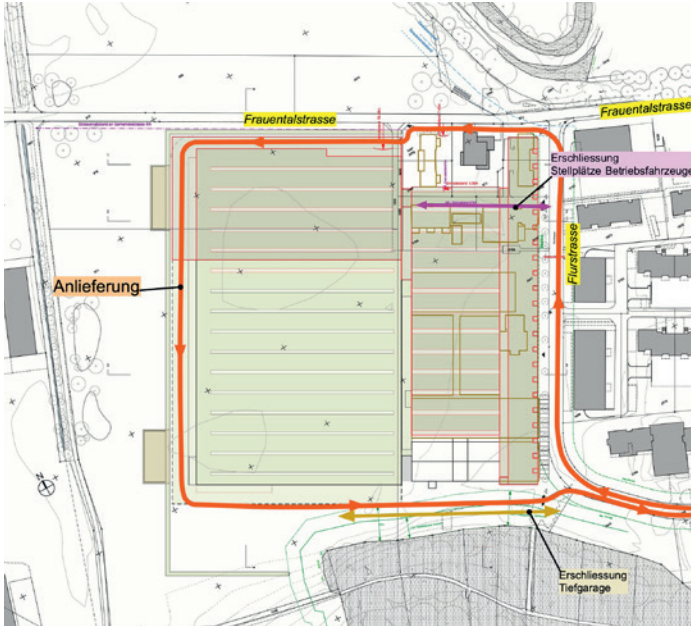 Frauentalstrasse
Frauentalstrasse
Erschliessung
Stellplätze Betriebsfahrzeuge
Flurstrasse
Anlieferung
N
Erschliessung
Tiefgarage